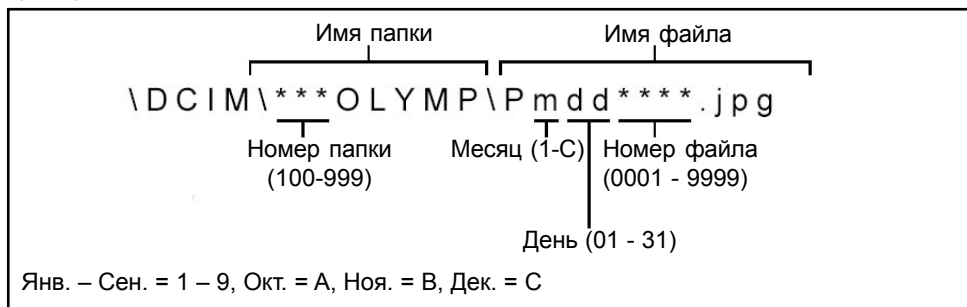 Имя папки Имя файла
\DCIM\***OLYMP\Pmdd****.jpg
Номер папки Месяц (1-С) Номер файла
(100-999) (0001 - 9999)
День (01 - 31)
Янв. – Сен. = 1 – 9, Окт. = А, Ноя. = В, Дек. = С